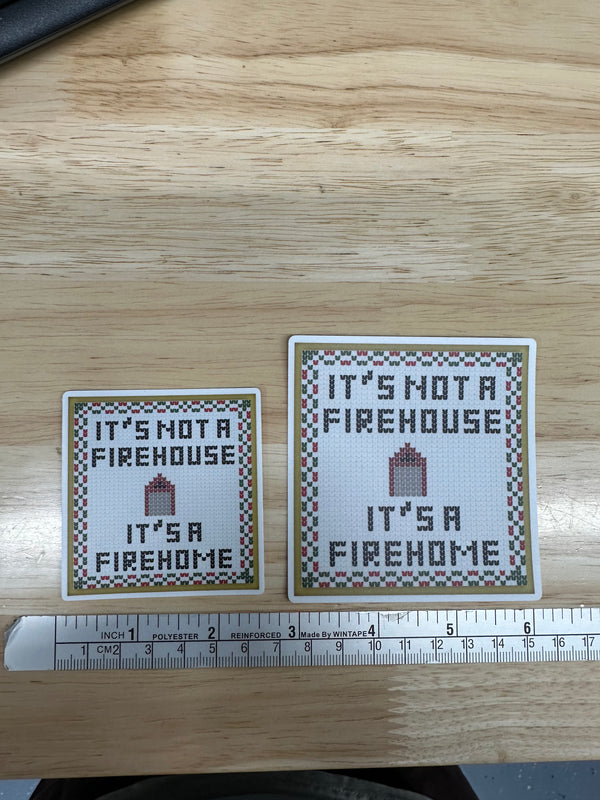 IT'S NOT A
FIREHOUSE
IT'S A
FIREHOME
IT'S NOT A
FIREHOUSE
IT'S A
FIREHOME
INCH 1 POLYESTER 2 REINFORCED 3 Made By WINTAPE 4 5 6
1 CM 2 3 4 5 6 7 8 9 10 11 12 13 14 15 16 17